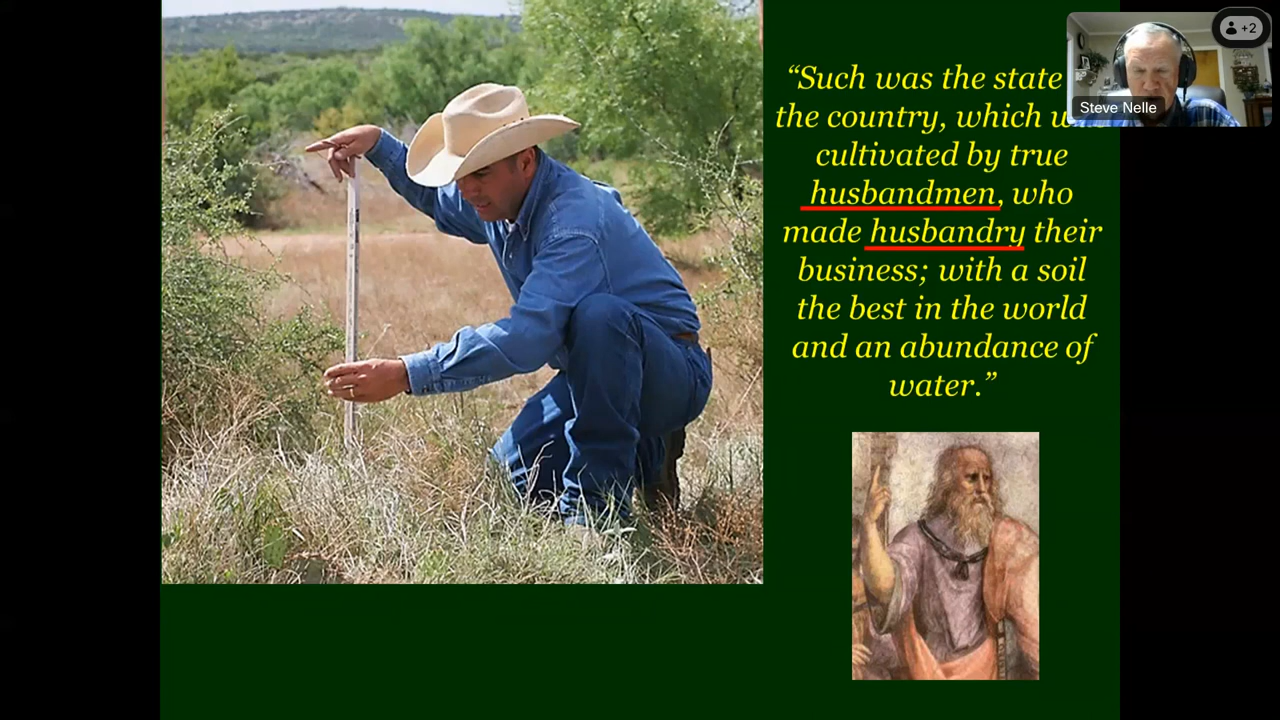 “Such was the state
the country, which
cultivated by true
husbandmen, who
made husbandry their
business; with a soil
the best in the world
and an abundance of
water.”
Steve Nelle
+2